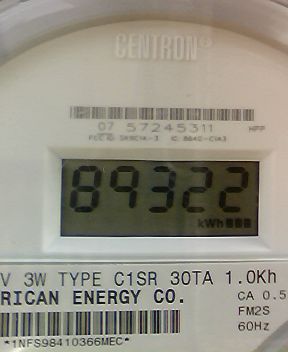 CENTRON®
07 57245311
89322
kWh
V 3W TYPE C1SR 30TA 1.0Kh
RICAN ENERGY CO.
CA 0.5
FM2S
60Hz
*1NFS98410366MEC*